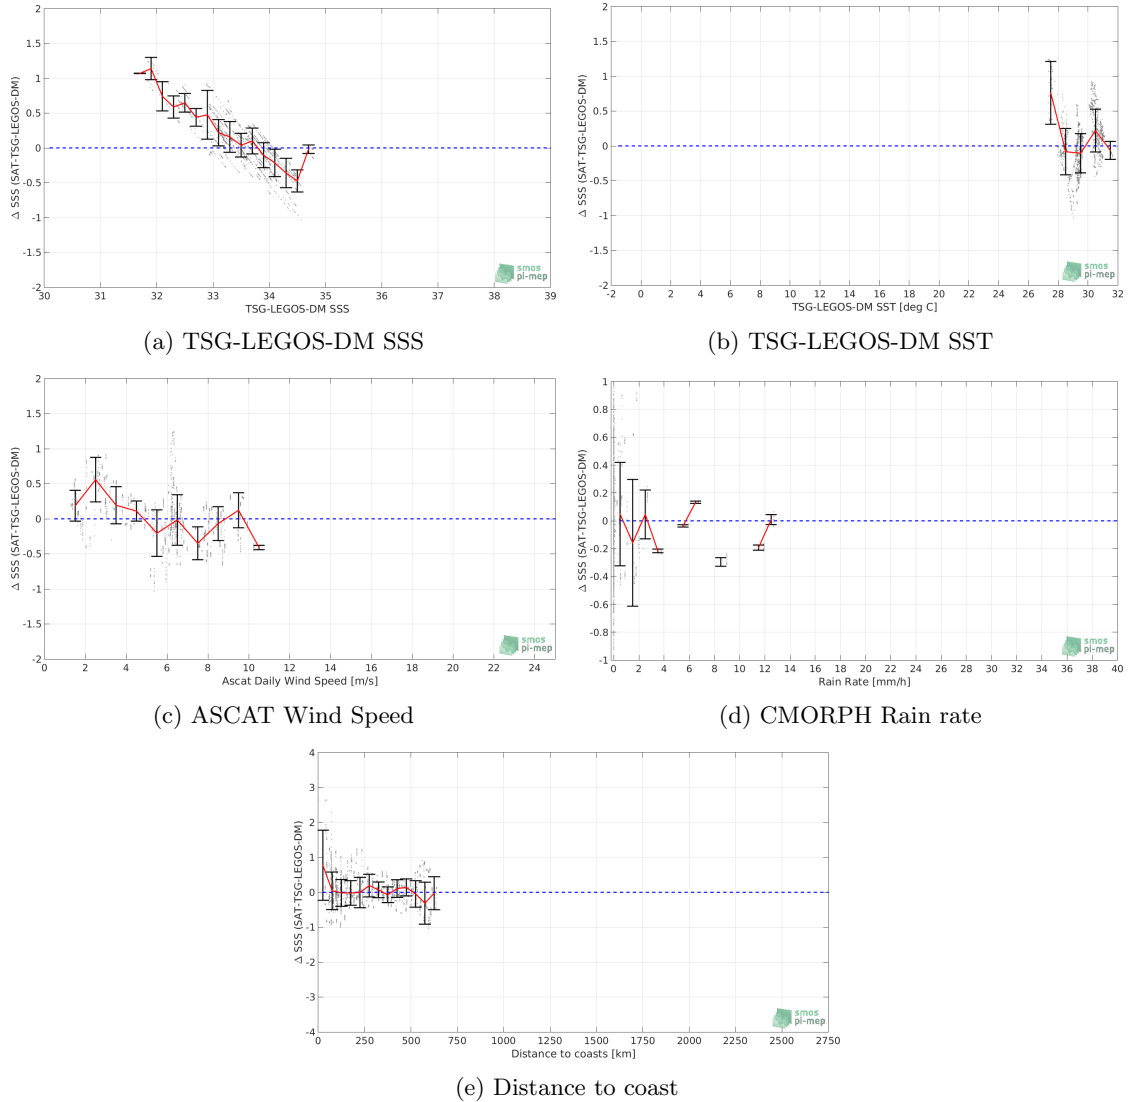 2
1.5
1
0.5
0
-0.5
-1
-1.5
-2
Δ SSS (SAT-TSG-LEGOS-DM)
30 31 32 33 34 35 36 37 38 39
TSG-LEGOS-DM SSS
smos
pi-mep
(a) TSG-LEGOS-DM SSS
2
1.5
1
0.5
0
-0.5
-1
-1.5
-2
Δ SSS (SAT-TSG-LEGOS-DM)
-2 0 2 4 6 8 10 12 14 16 18 20 22 24 26 28 30 32
TSG-LEGOS-DM SST [deg C]
smos
pi-mep
(b) TSG-LEGOS-DM SST
2
1.5
1
0.5
0
-0.5
-1
-1.5
-2
Δ SSS (SAT-TSG-LEGOS-DM)
0 2 4 6 8 10 12 14 16 18 20 22 24
Ascat Daily Wind Speed [m/s]
smos
pi-mep
(c) ASCAT Wind Speed
1
0.8
0.6
0.4
0.2
0
-0.2
-0.4
-0.6
-0.8
-1
Δ SSS (SAT-TSG-LEGOS-DM)
0 2 4 6 8 10 12 14 16 18 20 22 24 26 28 30 32 34 36 38 40
Rain Rate [mm/h]
smos
pi-mep
(d) CMORPH Rain rate
4
3
2
1
0
-1
-2
-3
-4
Δ SSS (SAT-TSG-LEGOS-DM)
0 250 500 750 1000 1250 1500 1750 2000 2250 2500 2750
Distance to coasts [km]
smos
pi-mep
(e) Distance to coast